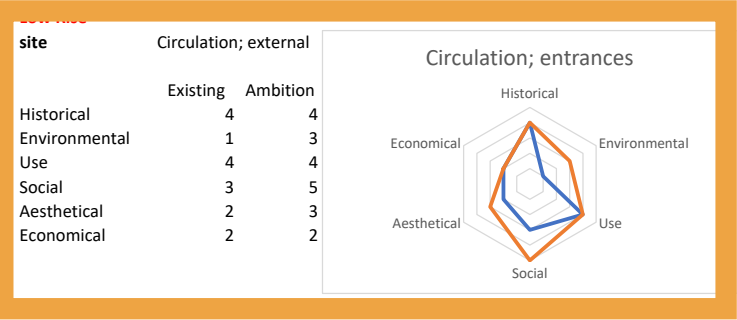 site Circulation; external
Existing Ambition
Historical 4 4
Environmental 1 3
Use 4 4
Social 3 5
Aesthetical 2 3
Economical 2 2
Circulation; entrances
Historical
Environmental
Use
Social
Aesthetical
Economical